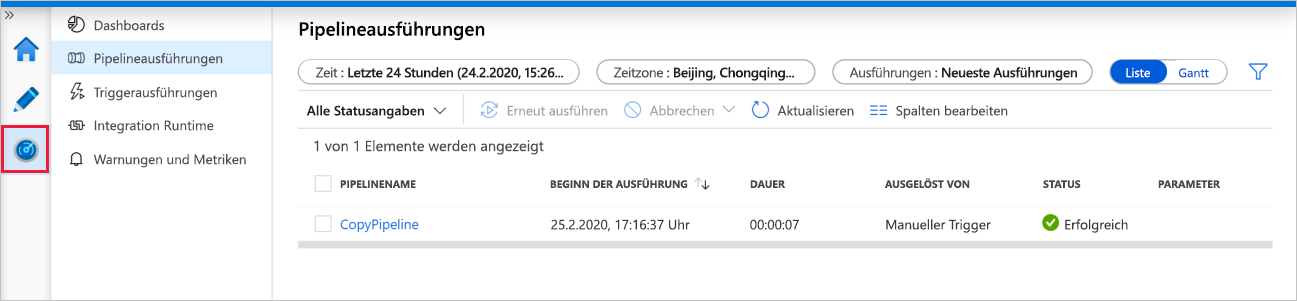 »
Dashboards
Pipelineausführungen
Triggerausführungen
Integration Runtime
Warnungen und Metriken
Pipelineausführungen
Zeit : Letzte 24 Stunden (24.2.2020, 15:26... Zeitzone : Beijing, Chongqing... Ausführungen : Neueste Ausführungen Liste Gantt
Alle Statusangaben Erneut ausführen Abbrechen Aktualisieren Spalten bearbeiten
1 von 1 Elemente werden angezeigt
PIPELINENAME BEGINN DER AUSFÜHRUNG ↑↓ DAUER AUSGELÖST VON STATUS PARAMETER
CopyPipeline 25.2.2020, 17:16:37 Uhr 00:00:07 Manueller Trigger Erfolgreich